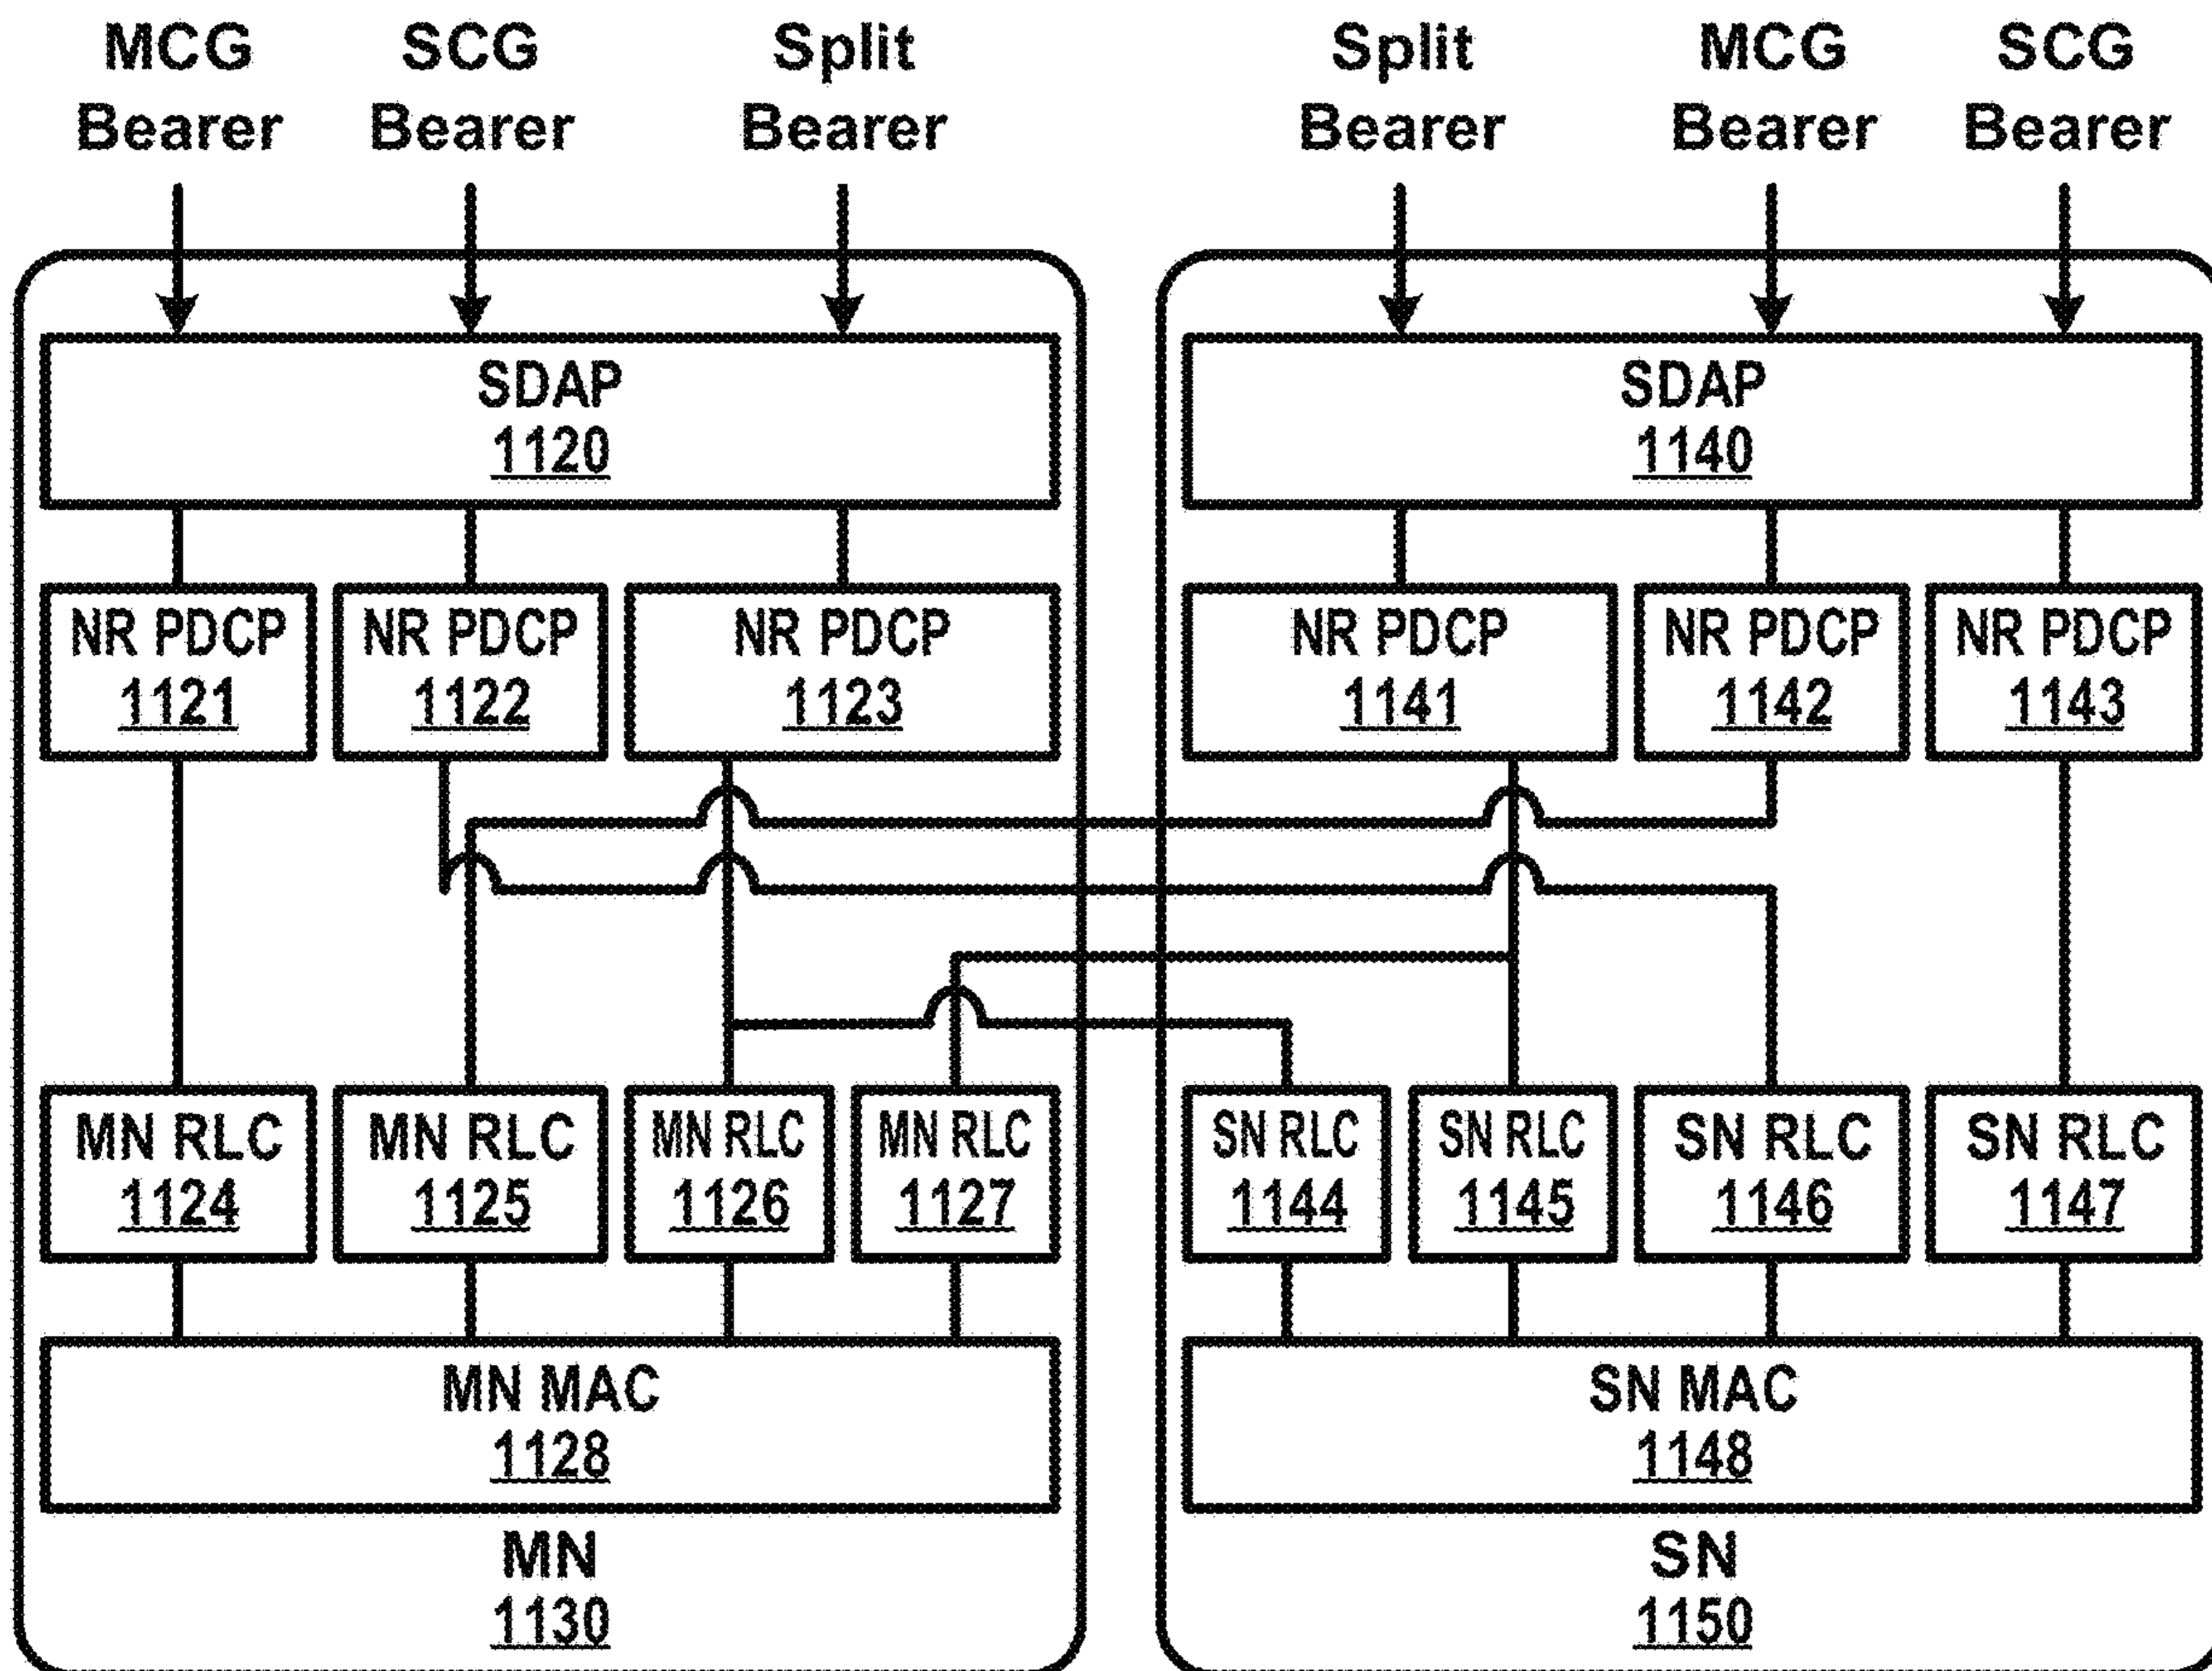 MCG
Bearer
SCG
Bearer
Split
Bearer
Split
Bearer
MCG
Bearer
SCG
Bearer
SDAP
1120
SDAP
1140
NR PDCP
1121
NR PDCP
1122
NR PDCP
1123
NR PDCP
1141
NR PDCP
1142
NR PDCP
1143
MN RLC
1124
MN RLC
1125
MN RLC
1126
MN RLC
1127
SN RLC
1144
SN RLC
1145
SN RLC
1146
SN RLC
1147
MN MAC
1128
SN MAC
1148
MN
1130
SN
1150